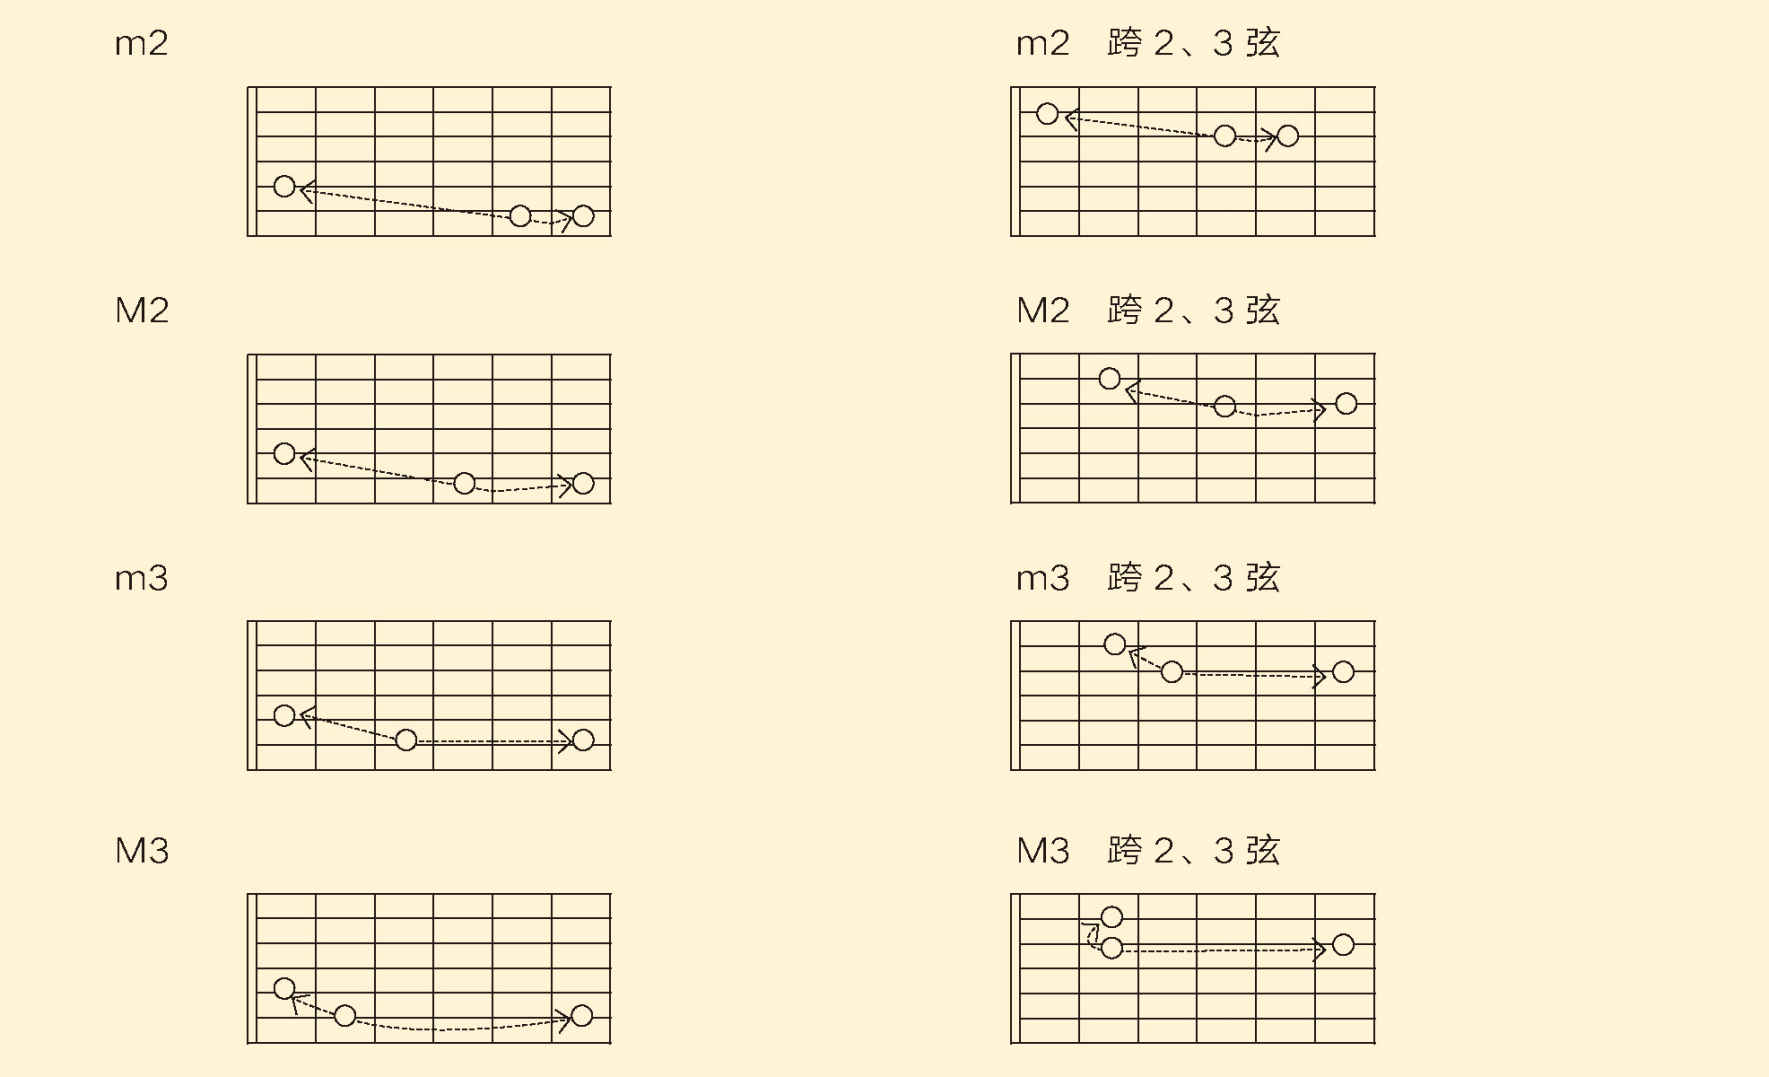 m2
m2 跨 2、3 弦
M2
M2 跨 2、3 弦
m3
m3 跨 2、3 弦
M3
M3 跨 2、3 弦